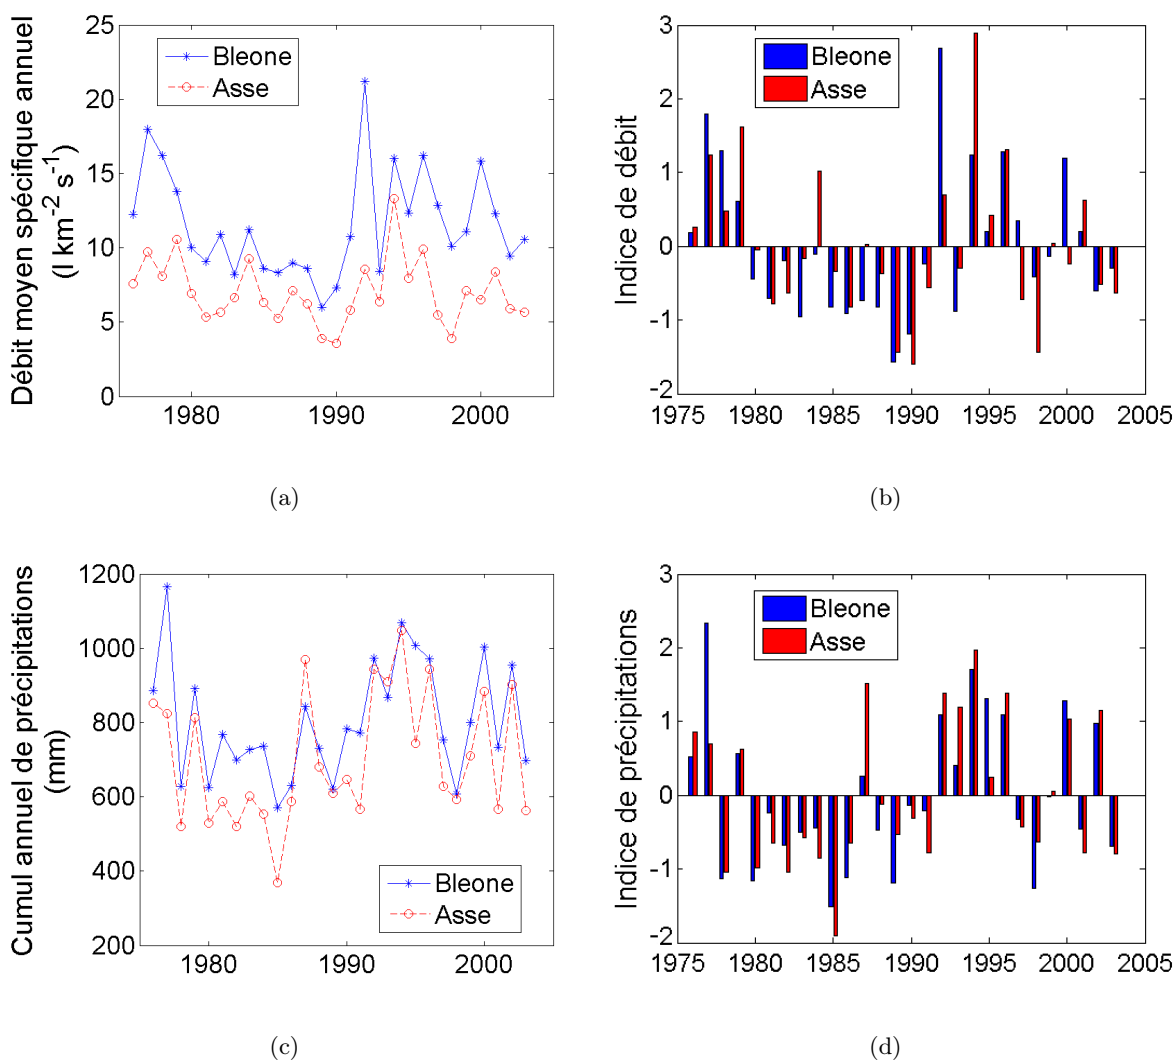 Débit moyen spécifique annuel
(l km-2 s-1)
25
20
15
10
5
0
1980
1990
2000
Bleone
Asse
(a)
Indice de débit
3
2
1
0
-1
-2
1975
1980
1985
1990
1995
2000
2005
Bleone
Asse
(b)
Cumul annuel de précipitations
(mm)
1200
1000
800
600
400
200
1980
1990
2000
Bleone
Asse
(c)
Indice de précipitations
3
2
1
0
-1
-2
1975
1980
1985
1990
1995
2000
2005
Bleone
Asse
(d)